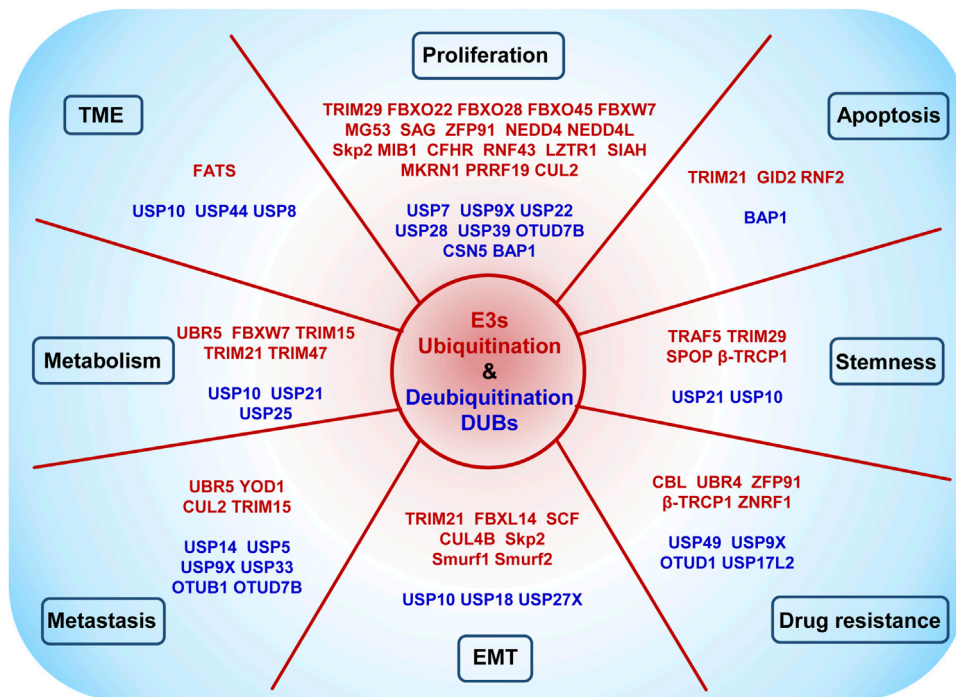 Proliferation
TRIM29 FBXO22 FBXO28 FBXO45 FBXW7
MG53 SAG ZFP91 NEDD4 NEDD4L
Skp2 MIB1 CFHR RNF43 LZTR1 SIAH
MKRN1 PRRF19 CUL2
USP7 USP9X USP22
USP28 USP39 OTUD7B
CSN5 BAP1
Apoptosis
TRIM21 GID2 RNF2
BAP1
Stemness
TRAF5 TRIM29
SPOP β-TRCP1
USP21 USP10
Drug resistance
CBL UBR4 ZFP91
β-TRCP1 ZNRF1
USP49 USP9X
OTUD1 USP17L2
EMT
TRIM21 FBXL14 SCF
CUL4B Skp2
Smurf1 Smurf2
USP10 USP18 USP27X
Metastasis
UBR5 YOD1
CUL2 TRIM15
USP14 USP5
USP9X USP33
OTUB1 OTUD7B
Metabolism
UBR5 FBXW7 TRIM15
TRIM21 TRIM47
USP10 USP21
USP25
TME
FATS
USP10 USP44 USP8
E3s
Ubiquitination
&
Deubiquitination
DUBs